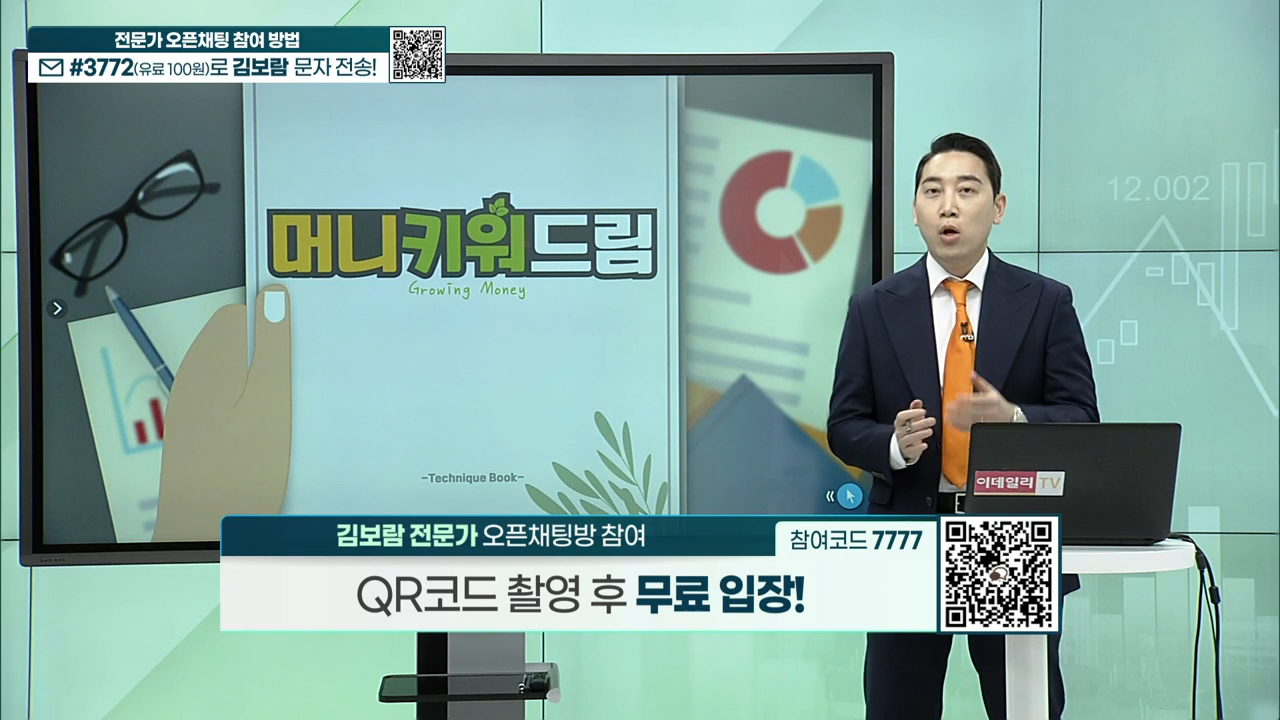 전문가 오픈채팅 참여 방법
#3772(유료 100원)로 김보람 문자 전송!
12.002
머니키워드림
Growing Money
-Technique Book-
이데일리TV
김보람 전문가 오픈채팅방 참여
참여코드 7777
QR코드 촬영 후 무료 입장!